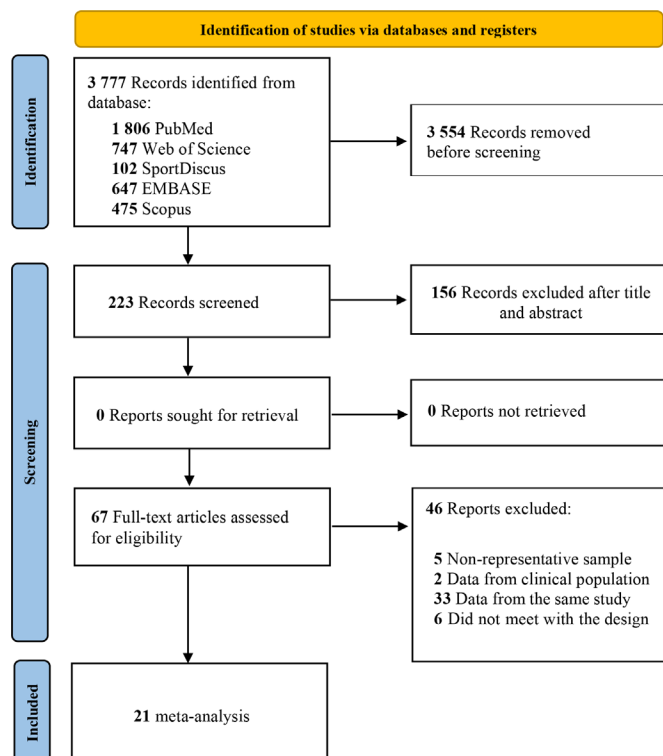 Identification of studies via databases and registers
Identification
3 777 Records identified from
database:
1 806 PubMed
747 Web of Science
102 SportDiscus
647 EMBASE
475 Scopus
3 554 Records removed
before screening
Screening
223 Records screened
156 Records excluded after title
and abstract
0 Reports sought for retrieval
0 Reports not retrieved
67 Full-text articles assessed
for eligibility
46 Reports excluded:
5 Non-representative sample
2 Data from clinical population
33 Data from the same study
6 Did not meet with the design
Included
21 meta-analysis